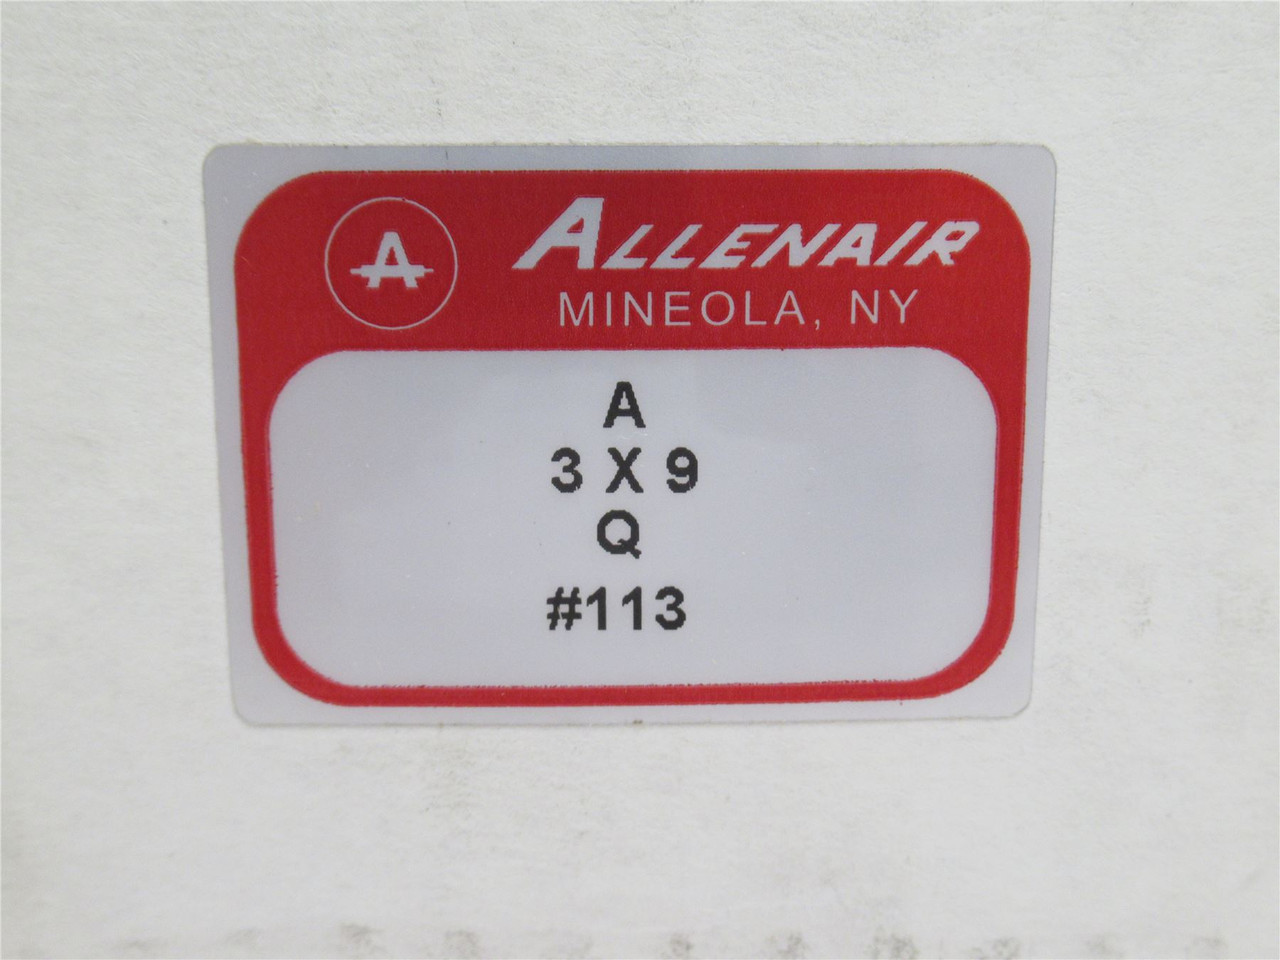 A
ALLENAIR
MINEOLA, NY
A
3 X 9
Q
#113